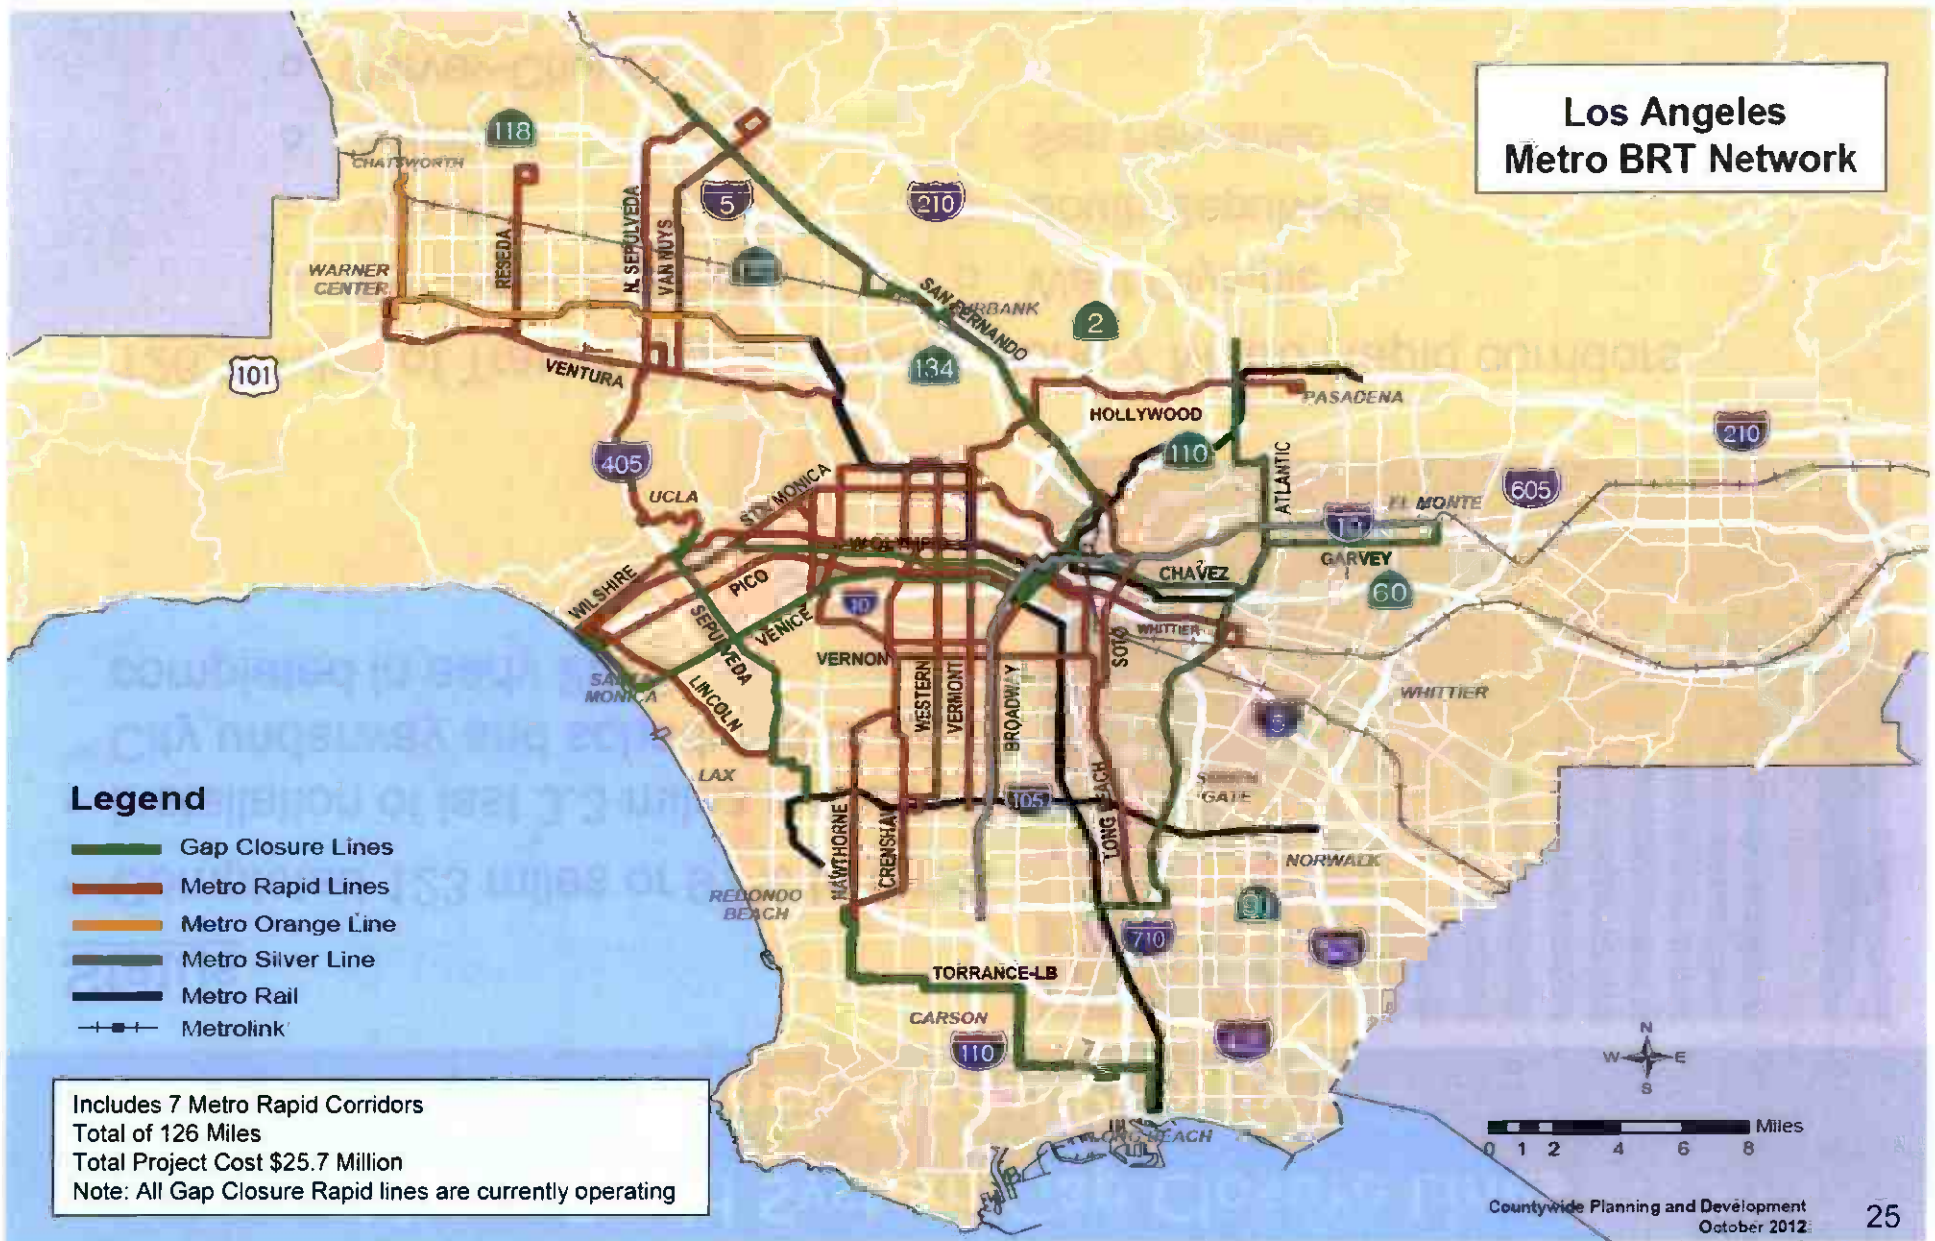 Los Angeles
Metro BRT Network
118
CHATSWORTH
5
210
N. SEPULVEDA
VAN NUYS
RESEDA
WARNER
CENTER
SAN FERNANDO
2
101
134
VENTURA
HOLLYWOOD
PASADENA
210
110
ATLANTIC
405
UCLA
605
EL MONTE
GARVEY
PICO
CHAVEZ
60
WILSHIRE
10
SEPULVEDA
VENICE
WHITTIER
SOTO
VERNON
MONICA
LINCOLN
WESTERN
VERMONT
BROADWAY
WHITTIER
5
LAX
GATE
105
LONG BEACH
HAWTHORNE
CRENSHAW
NORWALK
REDONDO
BEACH
710
TORRANCE-LB
CARSON
110
LONG BEACH
Legend
Gap Closure Lines
Metro Rapid Lines
Metro Orange Line
Metro Silver Line
Metro Rail
Metrolink
Includes 7 Metro Rapid Corridors
Total of 126 Miles
Total Project Cost $25.7 Million
Note: All Gap Closure Rapid lines are currently operating
N
W E
S
Miles
0 1 2 4 6 8
Countywide Planning and Development
October 2012
25